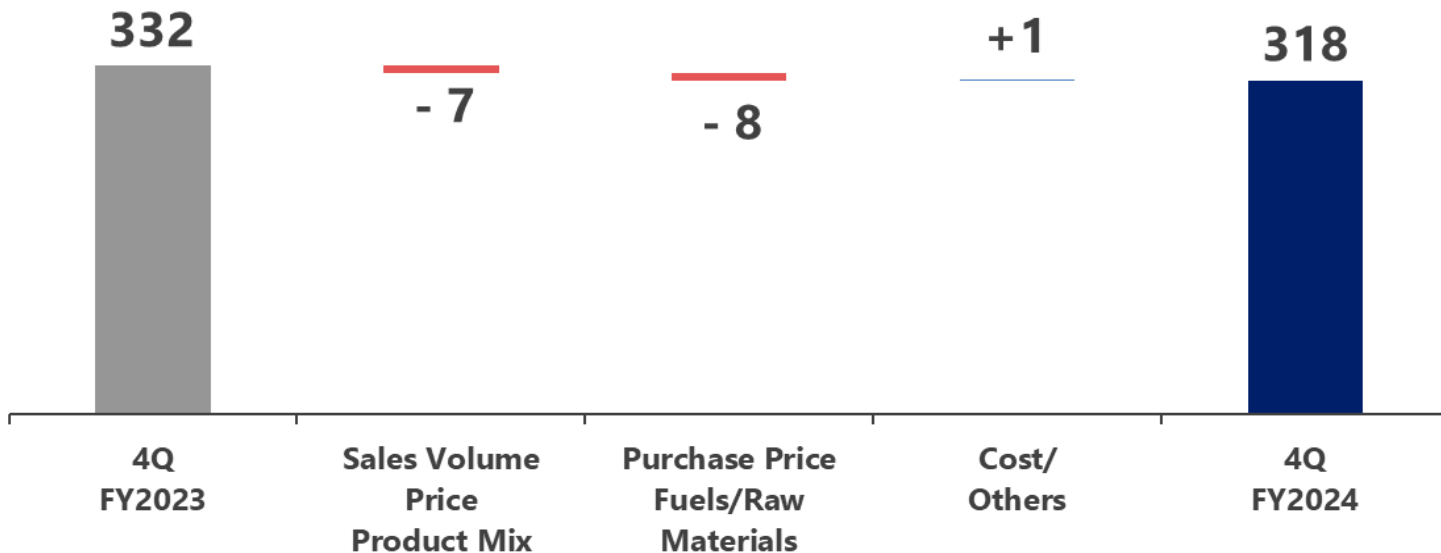 332
- 7
- 8
+1
318
4Q
FY2023
Sales Volume
Price
Product Mix
Purchase Price
Fuels/Raw
Materials
Cost/
Others
4Q
FY2024